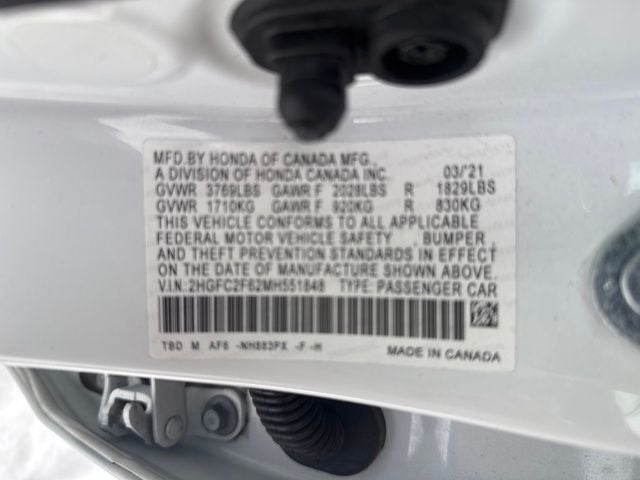 MFD.BY HONDA OF CANADA MFG.,
A DIVISION OF HONDA CANADA INC. 03/21
GVWR 3769LBS GAWR F 2028LBS R 1829LBS
GVWR 1710KG GAWR F 920KG R 830KG
THIS VEHICLE CONFORMS TO ALL APPLICABLE
FEDERAL MOTOR VEHICLE SAFETY , BUMPER,
AND THEFT PREVENTION STANDARDS IN EFFECT
ON THE DATE OF MANUFACTURE SHOWN ABOVE.
V.I.N.:2HGFC2F62MH551848 TYPE: PASSENGER CAR
TBD M AF6 -NH883PX -F -H
MADE IN CANADA